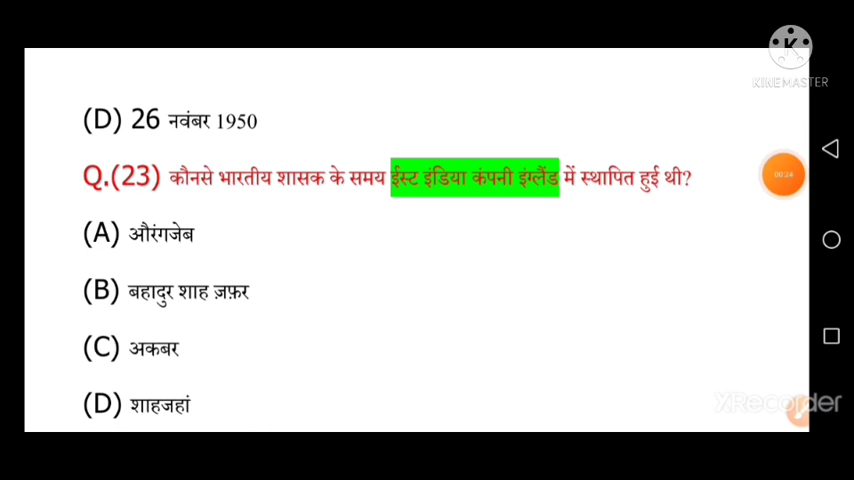 K
KINEMASTER
(D) 26 नवंबर 1950
Q.(23) कौनसे भारतीय शासक के समय ईस्ट इंडिया कंपनी इंग्लैंड में स्थापित हुई थी?
00:24
(A) औरंगजेब
(B) बहादुर शाह ज़फ़र
(C) अकबर
(D) शाहजहां
XRecorder